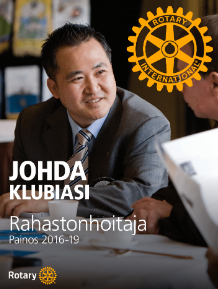 ROTARY
INTERNATIONAL
JOHDA
KLUBIASI
Rahastonhoitaja
Painos 2016-19
Rotary